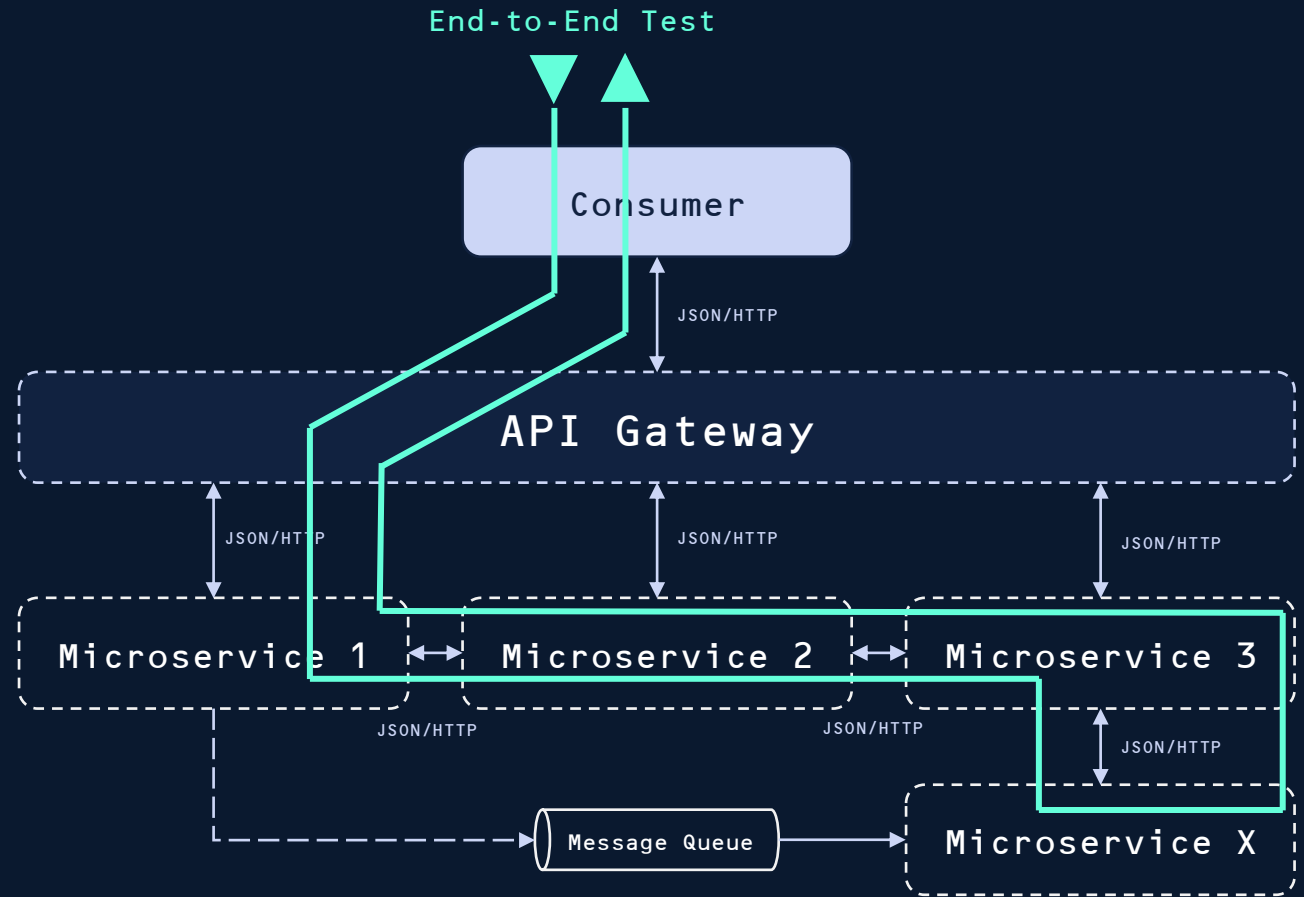 End-to-End Test
Consumer
JSON/HTTP
API Gateway
JSON/HTTP
JSON/HTTP
JSON/HTTP
Microservice 1
Microservice 2
Microservice 3
JSON/HTTP
JSON/HTTP
JSON/HTTP
Message Queue
Microservice X